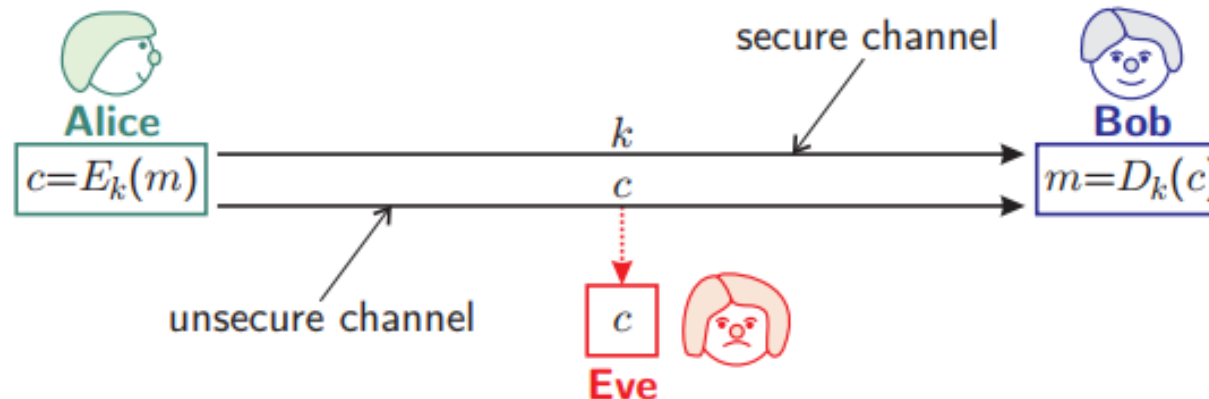 secure channel
Alice
Bob
k
c=E_k(m)
m=D_k(c)
c
unsecure channel
c
Eve